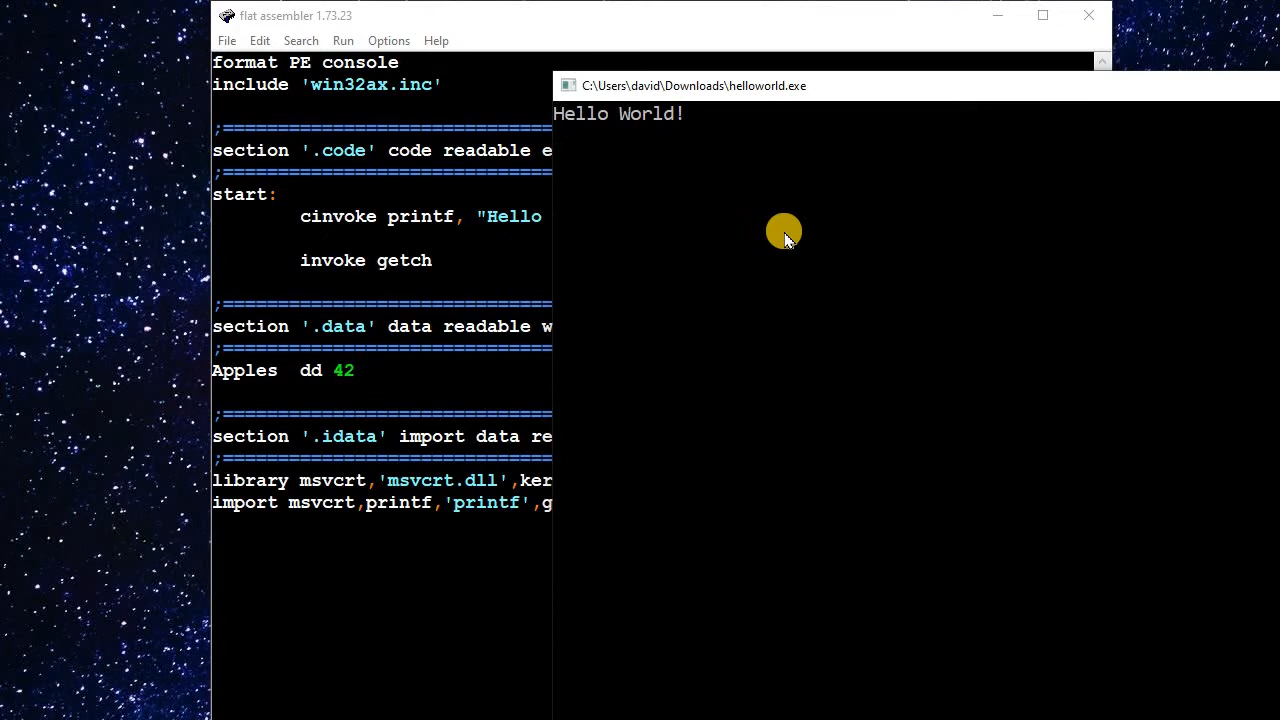 flat assembler 1.73.23
File Edit Search Run Options Help
format PE console
include 'win32ax.inc'
;==============================
section '.code' code readable e
;==============================
start:
cinvoke printf, "Hello
invoke getch
;==============================
section '.data' data readable w
;==============================
Apples dd 42
;==============================
section '.idata' import data re
;==============================
library msvcrt,'msvcrt.dll',ker
import msvcrt,printf,'printf',g
C:\Users\david\Downloads\helloworld.exe
Hello World!